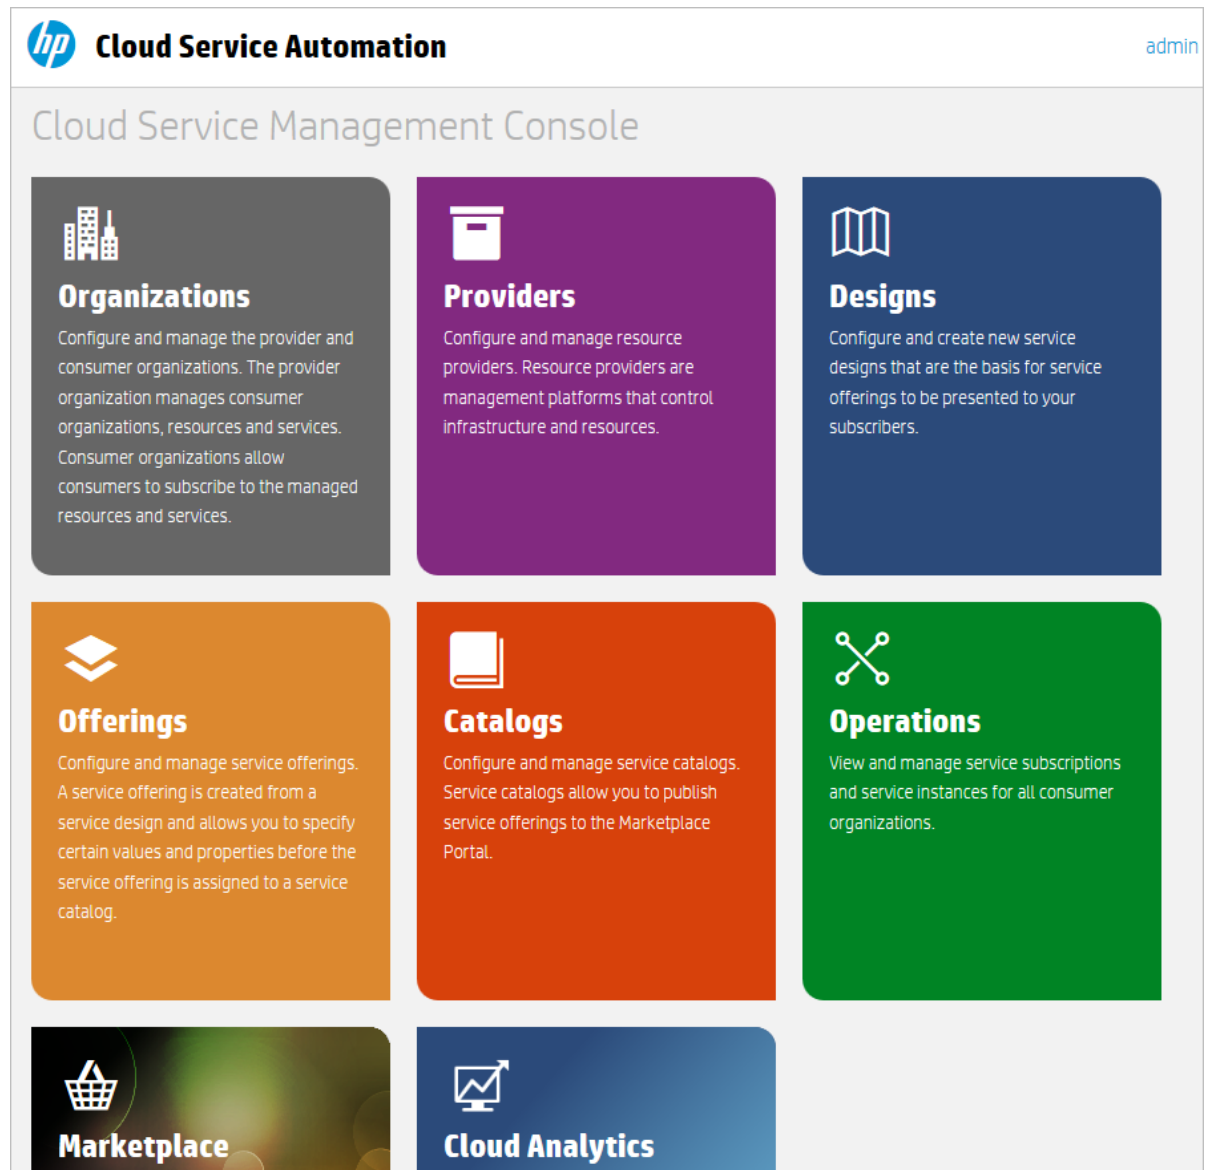 hp Cloud Service Automation
admin
Cloud Service Management Console
Organizations
Configure and manage the provider and
consumer organizations. The provider
organization manages consumer
organizations, resources and services.
Consumer organizations allow
consumers to subscribe to the managed
resources and services.
Providers
Configure and manage resource
providers. Resource providers are
management platforms that control
infrastructure and resources.
Designs
Configure and create new service
designs that are the basis for service
offerings to be presented to your
subscribers.
Offerings
Configure and manage service offerings.
A service offering is created from a
service design and allows you to specify
certain values and properties before the
service offering is assigned to a service
catalog.
Catalogs
Configure and manage service catalogs.
Service catalogs allow you to publish
service offerings to the Marketplace
Portal.
Operations
View and manage service subscriptions
and service instances for all consumer
organizations.
Marketplace
Cloud Analytics